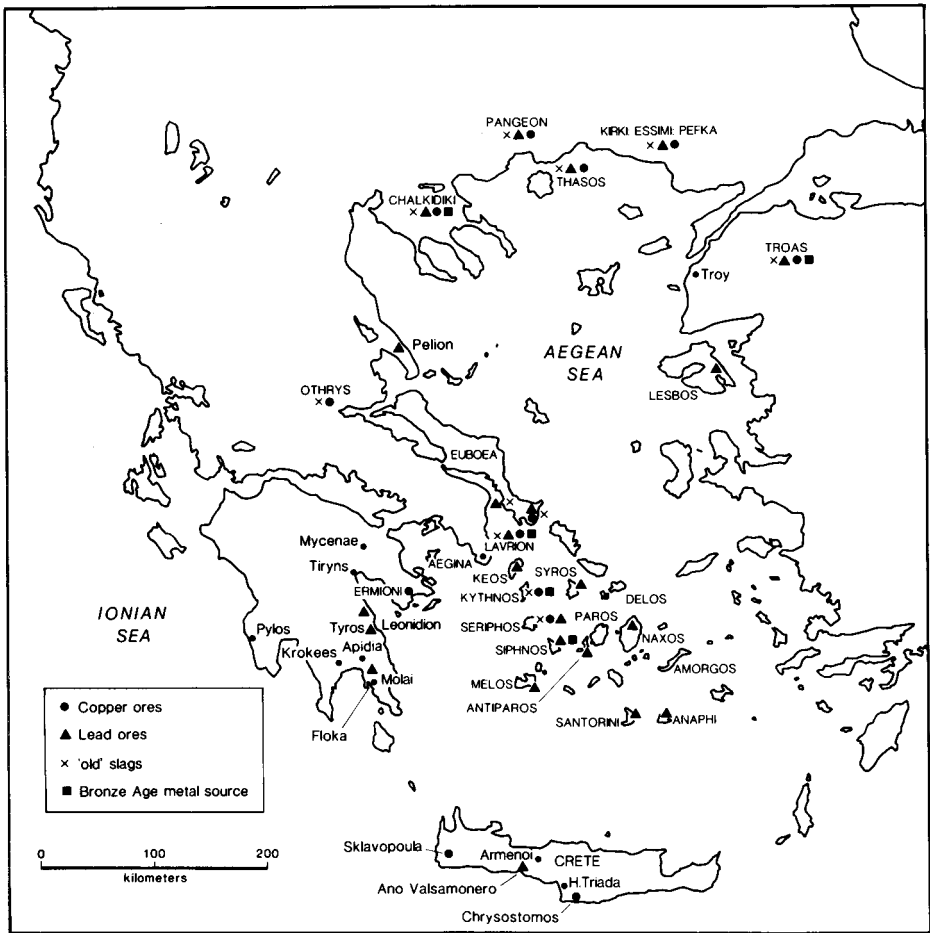 PANGEON
KIRKI: ESSIMI: PEFKA
THASOS
CHALKIDIKI
TROAS
Troy
Pelion
AEGEAN
SEA
LESBOS
OTHRYS
EUBOEA
LAVRION
Mycenae
AEGINA
Tiryns
KEOS
SYROS
ERMIONI
KYTHNOS
DELOS
IONIAN
SEA
Leonidion
SERIPHOS
PAROS
Tyros
Pylos
NAXOS
Apidia
Krokees
SIPHNOS
AMORGOS
Molai
MELOS
ANTIPAROS
SANTORINI
ANAPHI
Floka
Copper ores
Lead ores
'old' slags
Bronze Age metal source
0 100 200
kilometers
Sklavopoula
Armenoi
CRETE
Ano Valsamonero
H.Triada
Chrysostomos